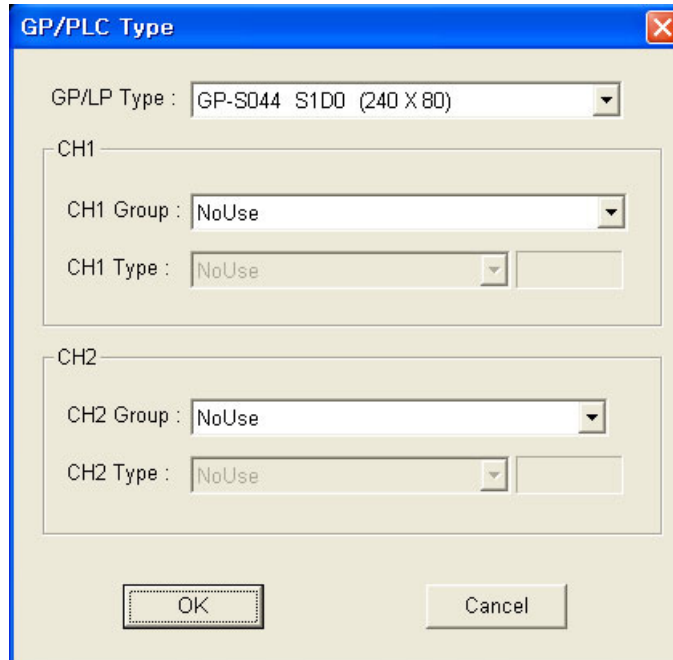 GP/PLC Type
GP/LP Type : GP-S044 S1D0 (240 X 80)
CH1
CH1 Group : NoUse
CH1 Type : NoUse
CH2
CH2 Group : NoUse
CH2 Type : NoUse
OK Cancel